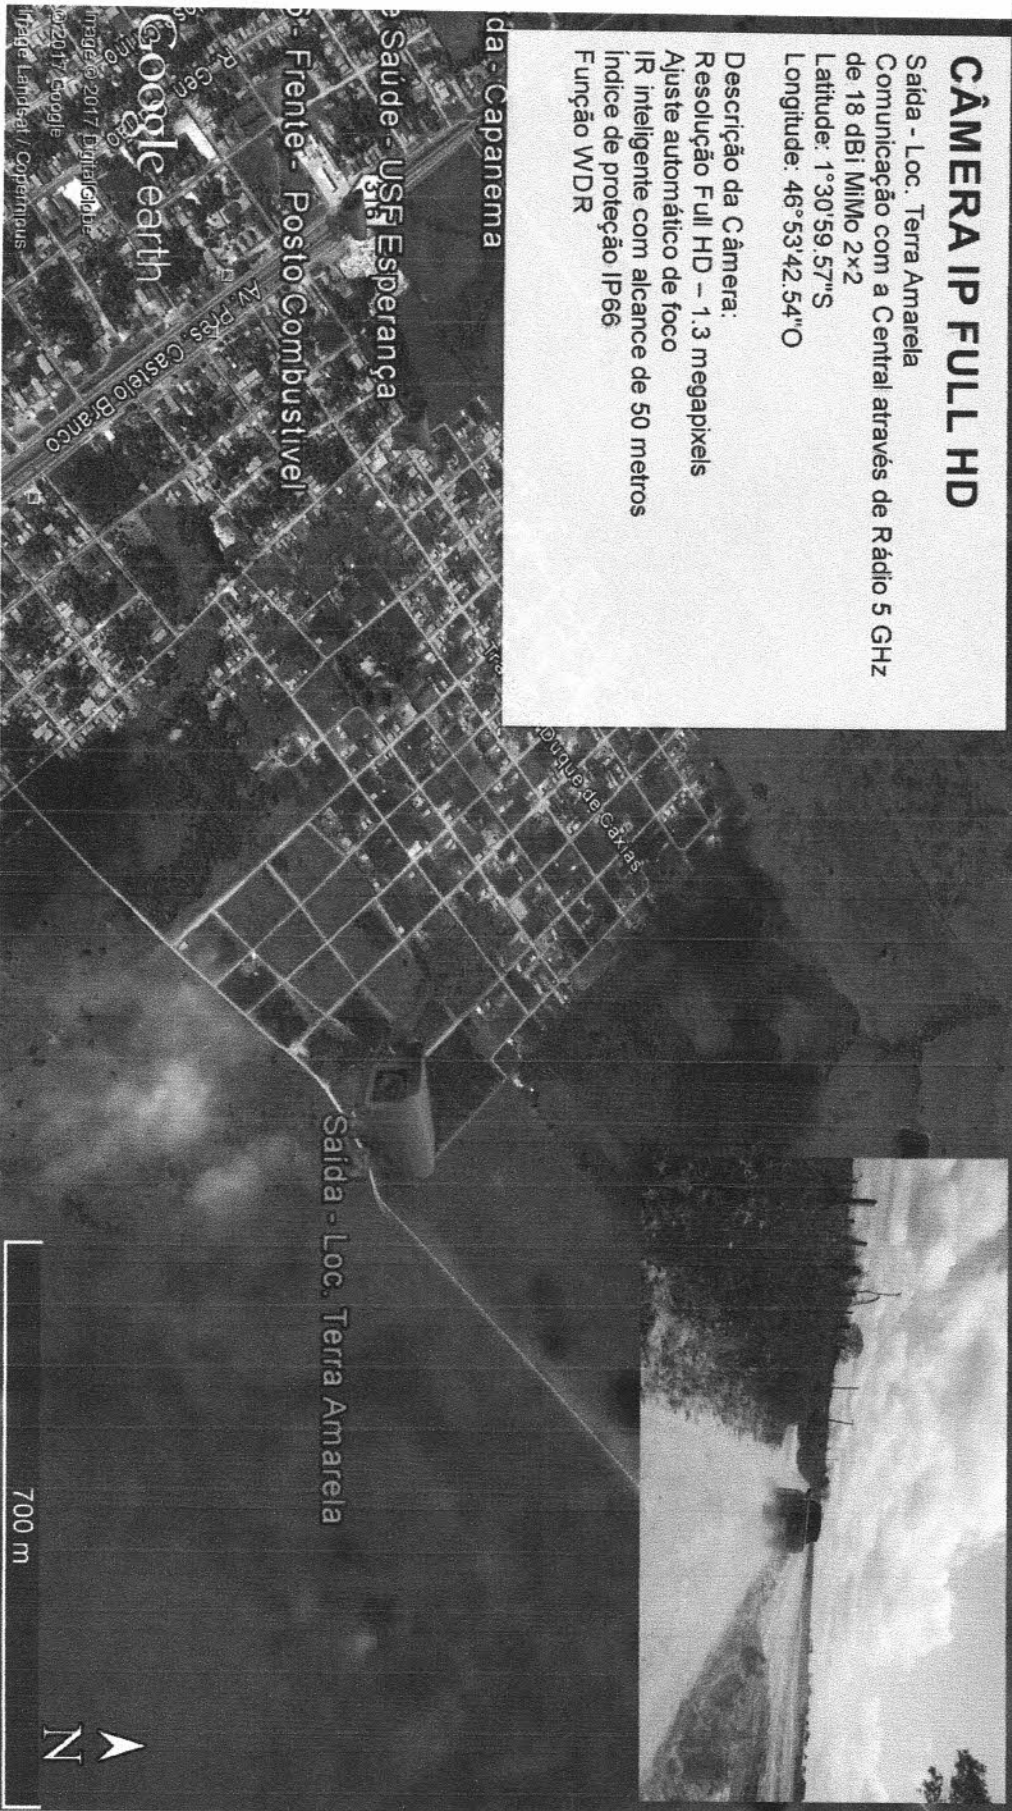 CÂMERA IP FULL HD
Saída - Loc. Terra Amarela
Comunicação com a Central através de Rádio 5 GHz
de 18 dBi MiMo 2×2
Latitude: 1°30'59.57"S
Longitude: 46°53'42.54"O
Descrição da Câmera:
Resolução Full HD – 1.3 megapixels
Ajuste automático de foco
IR inteligente com alcance de 50 metros
Índice de proteção IP66
Função WDR
da - Capanema
e Saúde - USF Esperança
316
- Frente - Posto Combustível
Duque de Caxias
Av. Pres. Castelo Branco
R. Gen
Saída - Loc. Terra Amarela
Google earth
Image © 2017 DigitalGlobe
© 2017 Google
Image Landsat / Copernicus
700 m
N